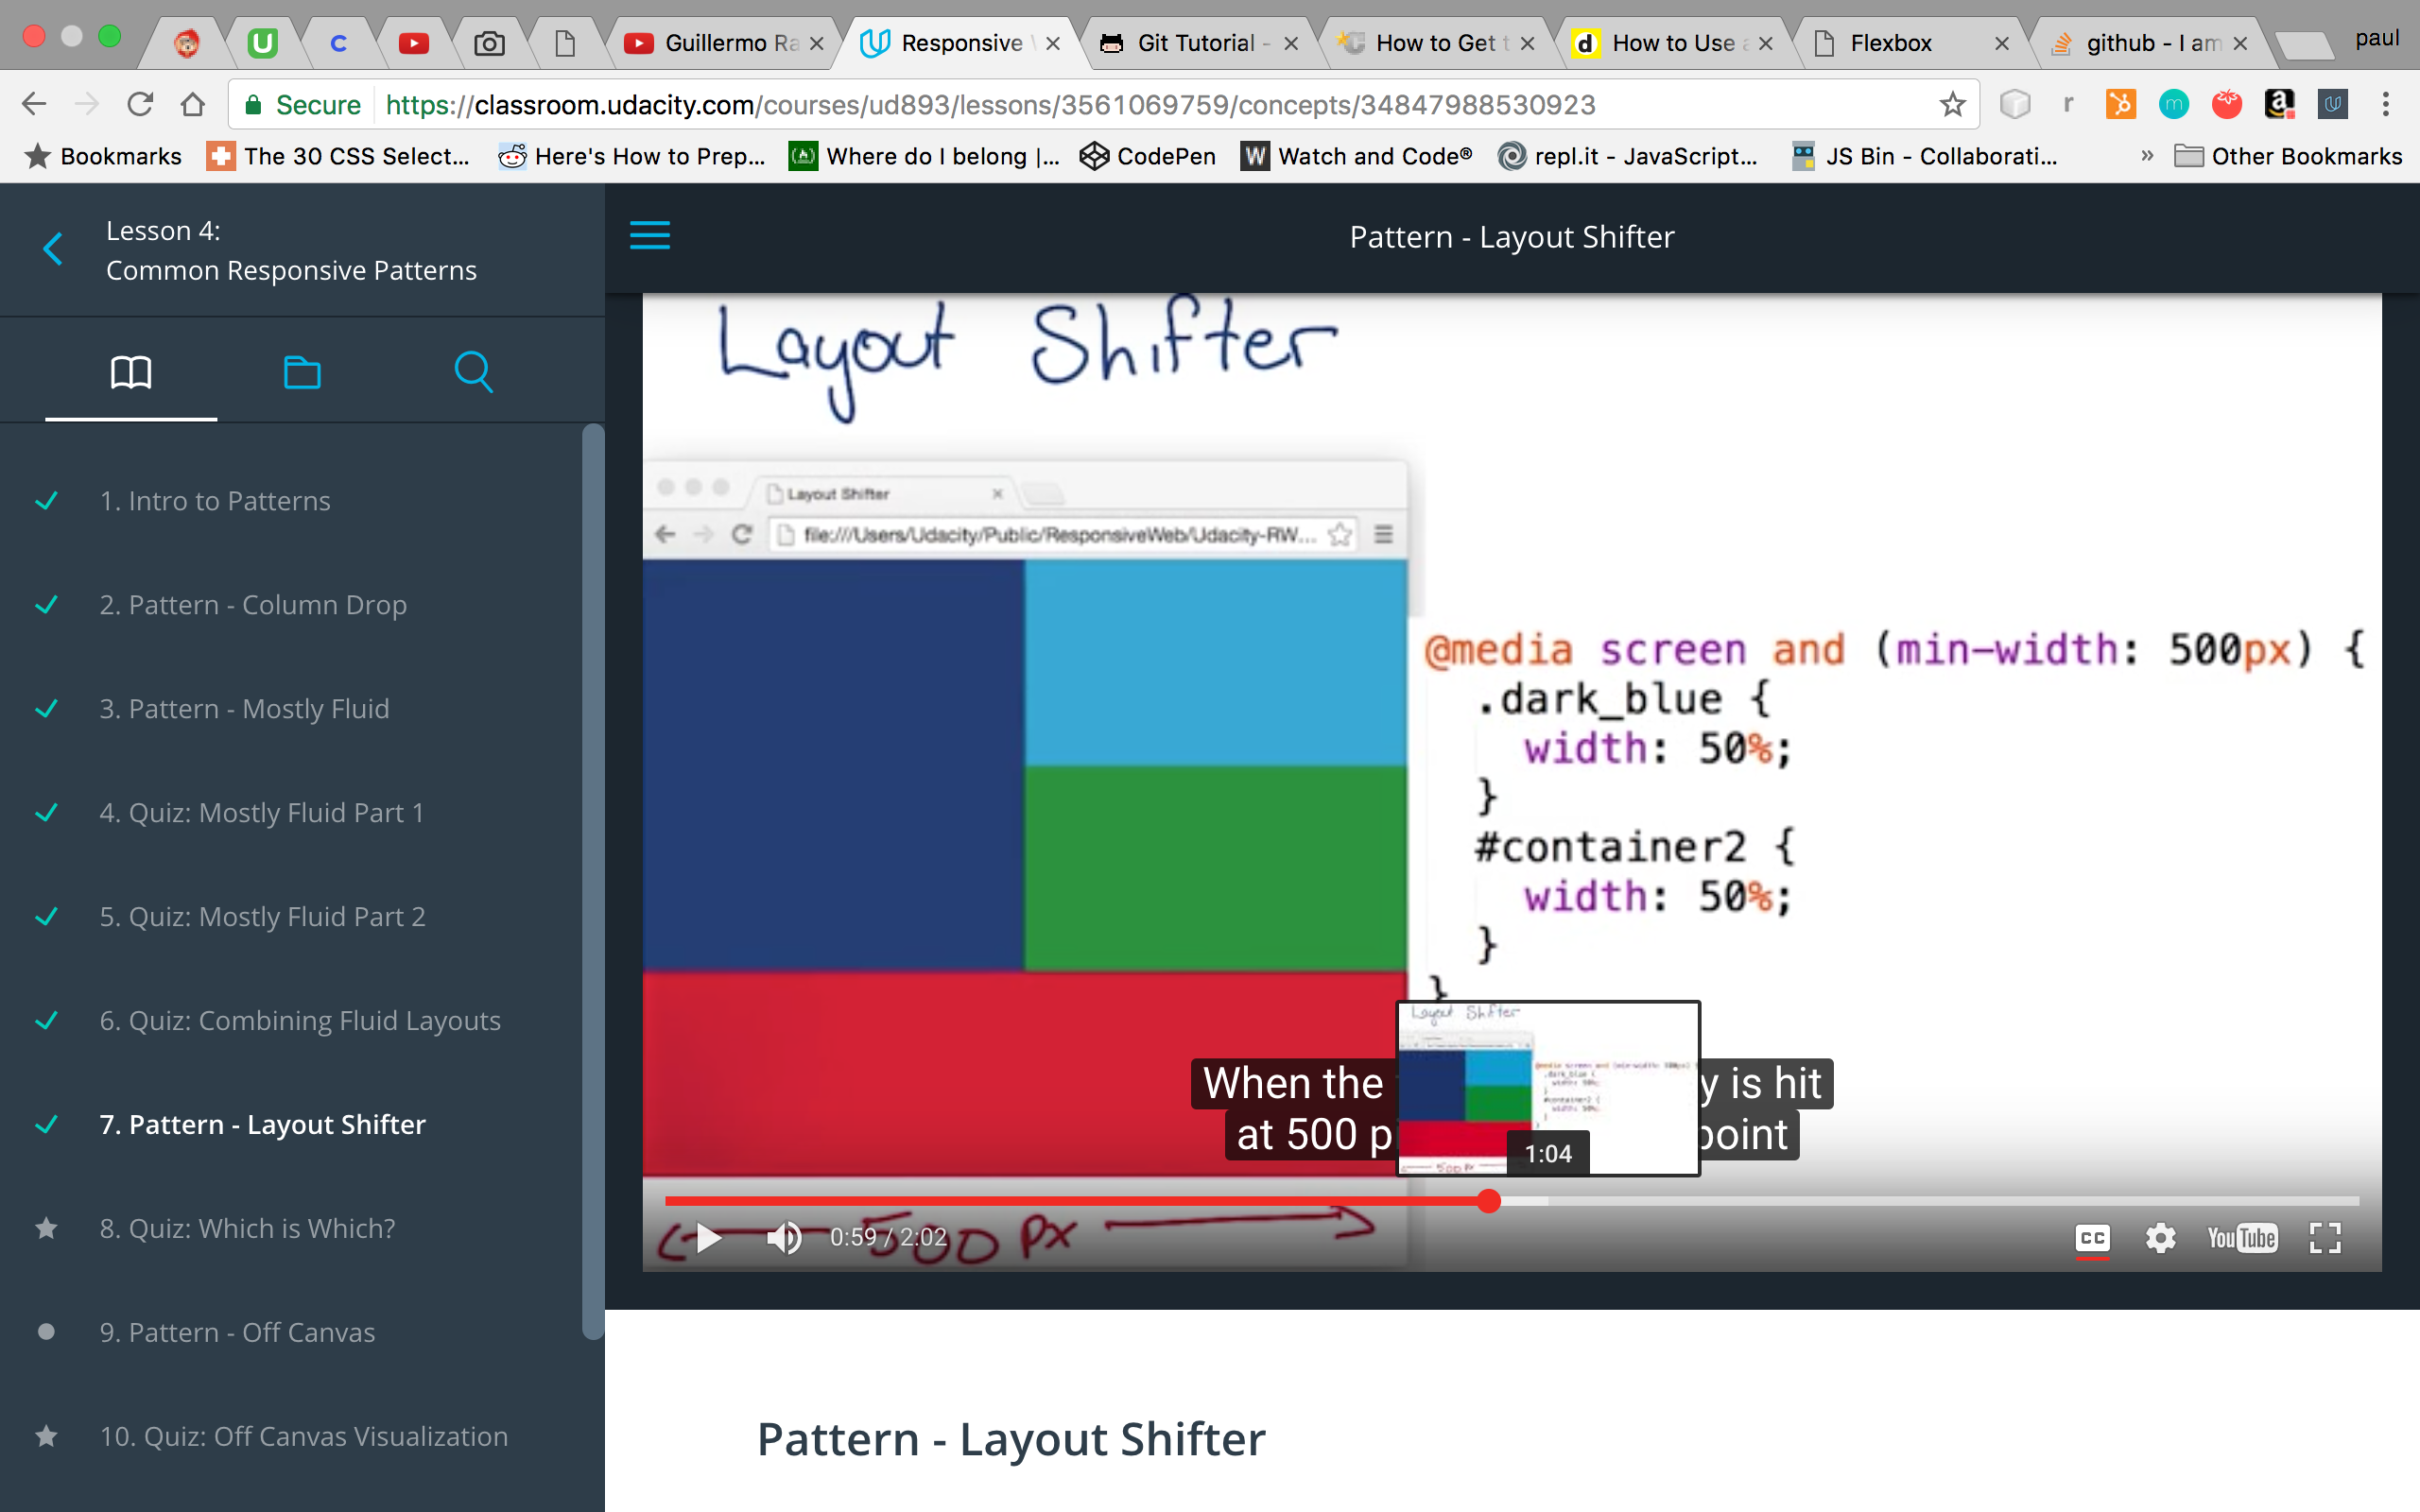 Guillermo Ra
Responsive
Git Tutorial -
How to Get t
How to Use a
Flexbox
github - I am
paul
Secure
https://classroom.udacity.com/courses/ud893/lessons/3561069759/concepts/34847988530923
Bookmarks
The 30 CSS Select...
Here's How to Prep...
Where do I belong |...
CodePen
Watch and Code®
repl.it - JavaScript...
JS Bin - Collaborati...
»
Other Bookmarks
Lesson 4:
Common Responsive Patterns
Pattern - Layout Shifter
1. Intro to Patterns
2. Pattern - Column Drop
3. Pattern - Mostly Fluid
4. Quiz: Mostly Fluid Part 1
5. Quiz: Mostly Fluid Part 2
6. Quiz: Combining Fluid Layouts
7. Pattern - Layout Shifter
8. Quiz: Which is Which?
9. Pattern - Off Canvas
10. Quiz: Off Canvas Visualization
Layout Shifter
Layout Shifter
file:///Users/Udacity/Public/ResponsiveWeb/Udacity-RW...
@media screen and (min-width: 500px) {
.dark_blue {
width: 50%;
}
#container2 {
width: 50%;
}
}
Layout Shifter
When the y is hit
at 500 p point
1:04
500 px
0:59 / 2:02
CC
YouTube
Pattern - Layout Shifter